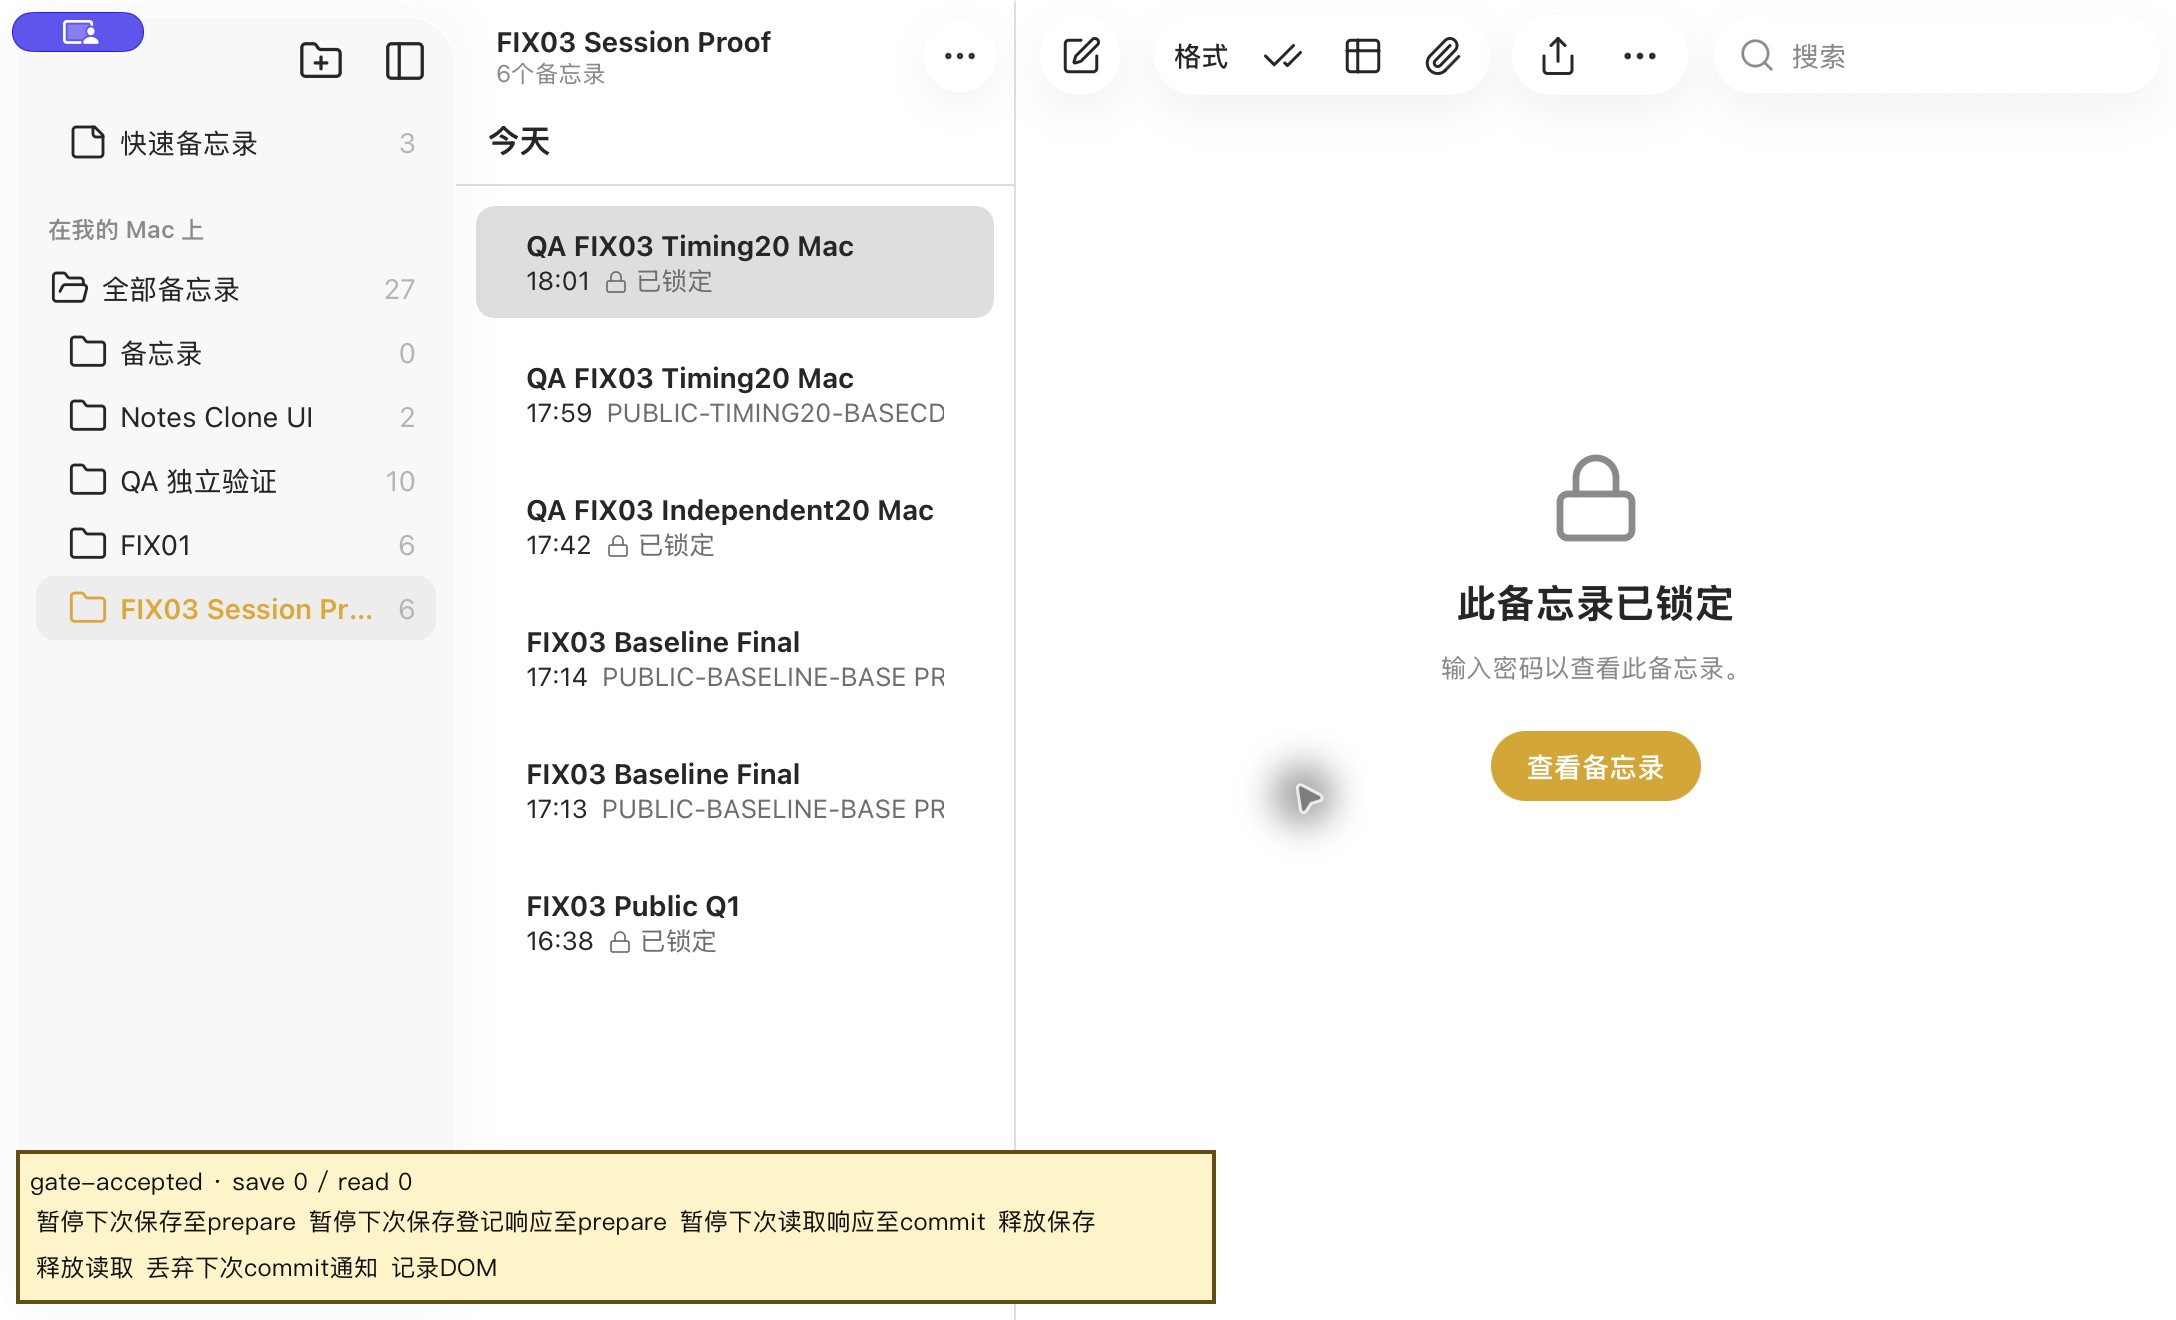 快速备忘录 3
在我的 Mac 上
全部备忘录 27
备忘录 0
Notes Clone UI 2
QA 独立验证 10
FIX01 6
FIX03 Session Pr... 6
FIX03 Session Proof
6个备忘录
今天
QA FIX03 Timing20 Mac
18:01 已锁定
QA FIX03 Timing20 Mac
17:59 PUBLIC-TIMING20-BASECD
QA FIX03 Independent20 Mac
17:42 已锁定
FIX03 Baseline Final
17:14 PUBLIC-BASELINE-BASE PR
FIX03 Baseline Final
17:13 PUBLIC-BASELINE-BASE PR
FIX03 Public Q1
16:38 已锁定
格式
搜索
此备忘录已锁定
输入密码以查看此备忘录。
查看备忘录
gate-accepted · save 0 / read 0
暂停下次保存至prepare 暂停下次保存登记响应至prepare 暂停下次读取响应至commit 释放保存
释放读取 丢弃下次commit通知 记录DOM